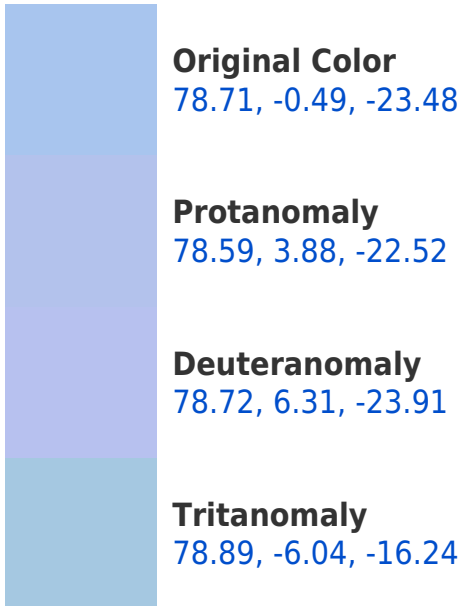 Original Color
78.71, -0.49, -23.48
Protanomaly
78.59, 3.88, -22.52
Deuteranomaly
78.72, 6.31, -23.91
Tritanomaly
78.89, -6.04, -16.24